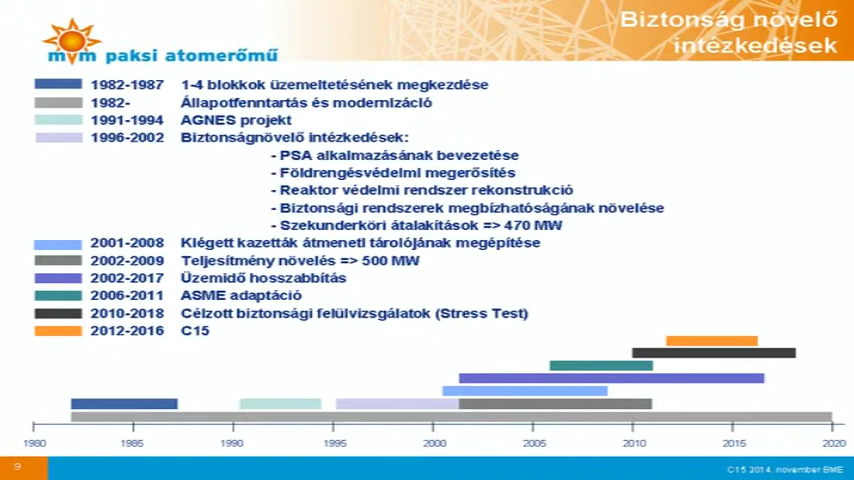 Biztonság növelő
intézkedések
mvm paksi atomerőmű
1982-1987 1-4 blokkok üzemeltetésének megkezdése
1982- Állapotfenntartás és modernizáció
1991-1994 AGNES projekt
1996-2002 Biztonságnövelő intézkedések:
- PSA alkalmazásának bevezetése
- Földrengésvédelmi megerősítés
- Reaktor védelmi rendszer rekonstrukció
- Biztonsági rendszerek megbízhatóságának növelése
- Szekunderköri átalakítások => 470 MW
2001-2008 Kiégett kazetták átmeneti tárolójának megépítése
2002-2009 Teljesítmény növelés => 500 MW
2002-2017 Üzemidő hosszabbítás
2006-2011 ASME adaptáció
2010-2018 Célzott biztonsági felülvizsgálatok (Stress Test)
2012-2016 C15
1980 1985 1990 1995 2000 2005 2010 2015 2020
9
C15 2014. november BME